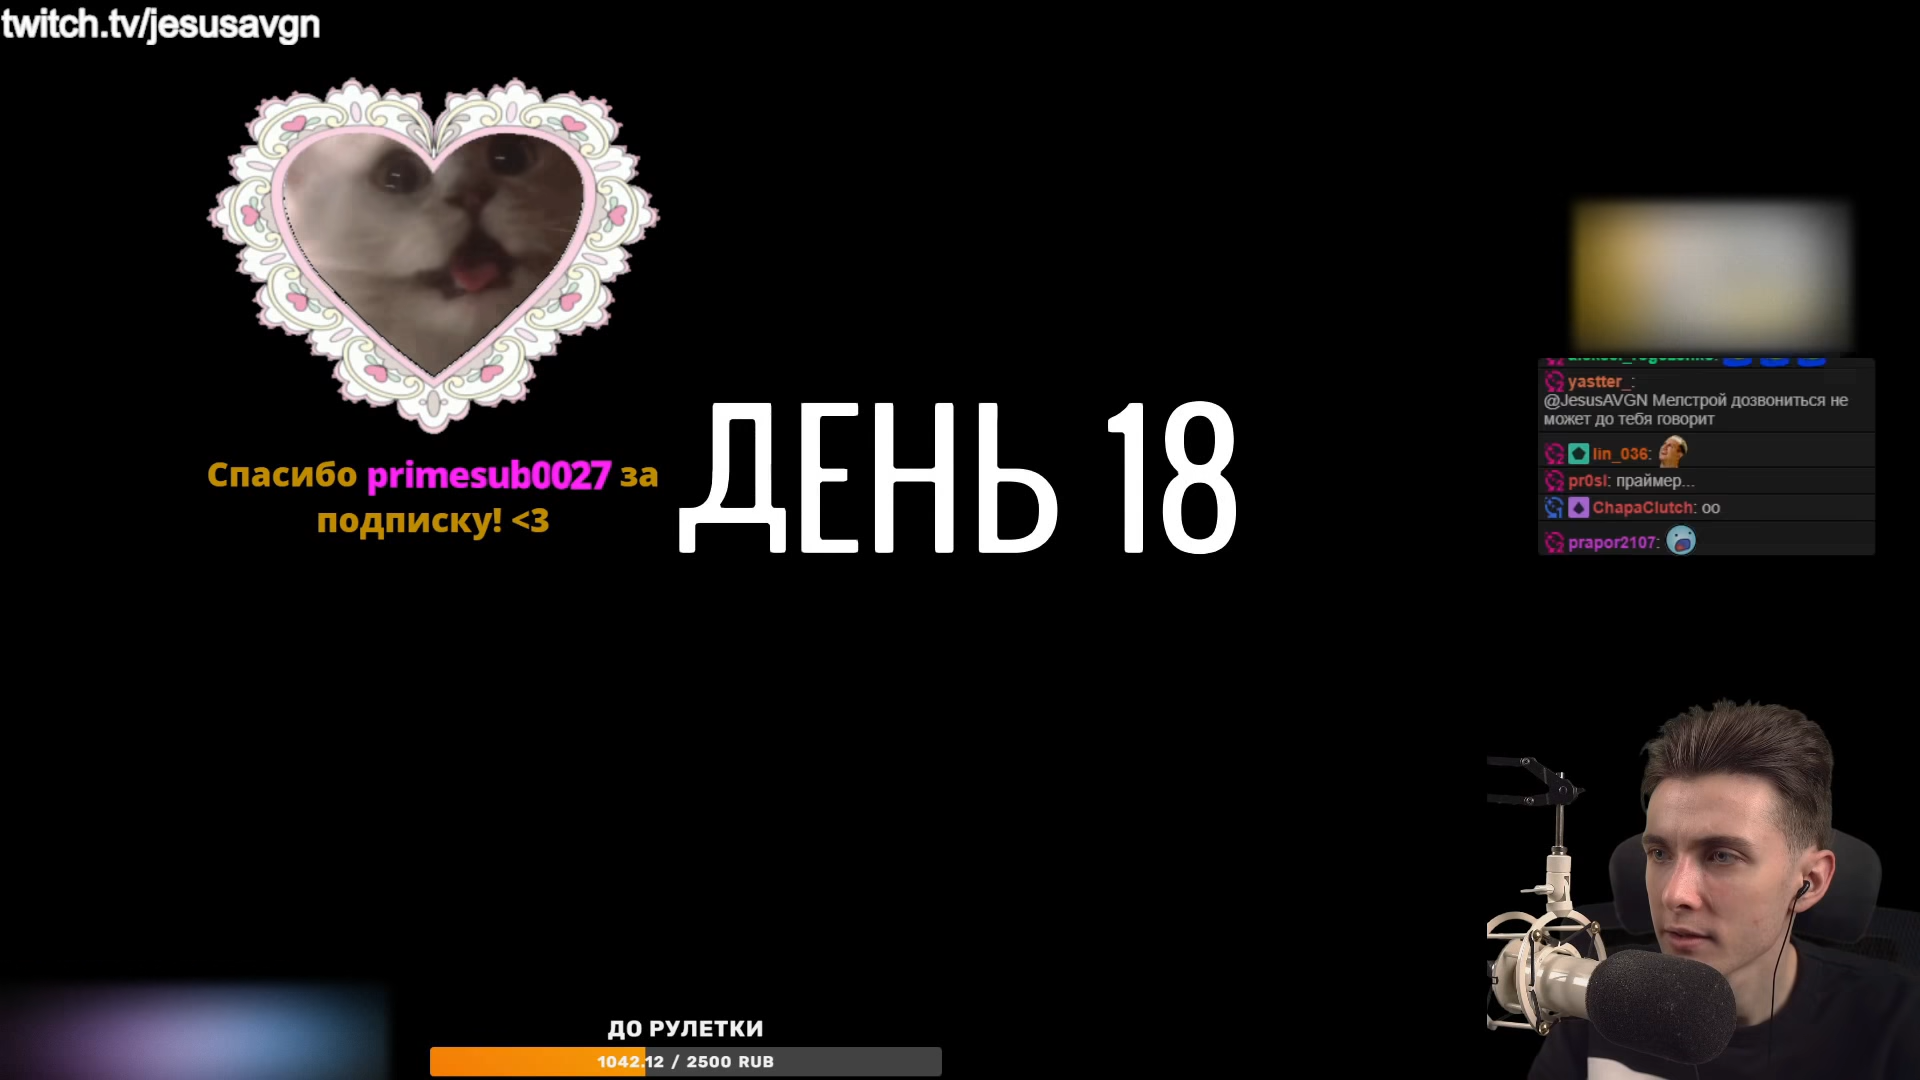 twitch.tv/jesusavgn
Спасибо primesub0027 за
подписку! <3
ДЕНЬ 18
yastter_:
@JesusAVGN Мелстрой дозвониться не
может до тебя говорит
lin_036:
pr0sl: праймер...
ChapaClutch: оо
prapor2107:
ДО РУЛЕТКИ
1042.12 / 2500 RUB